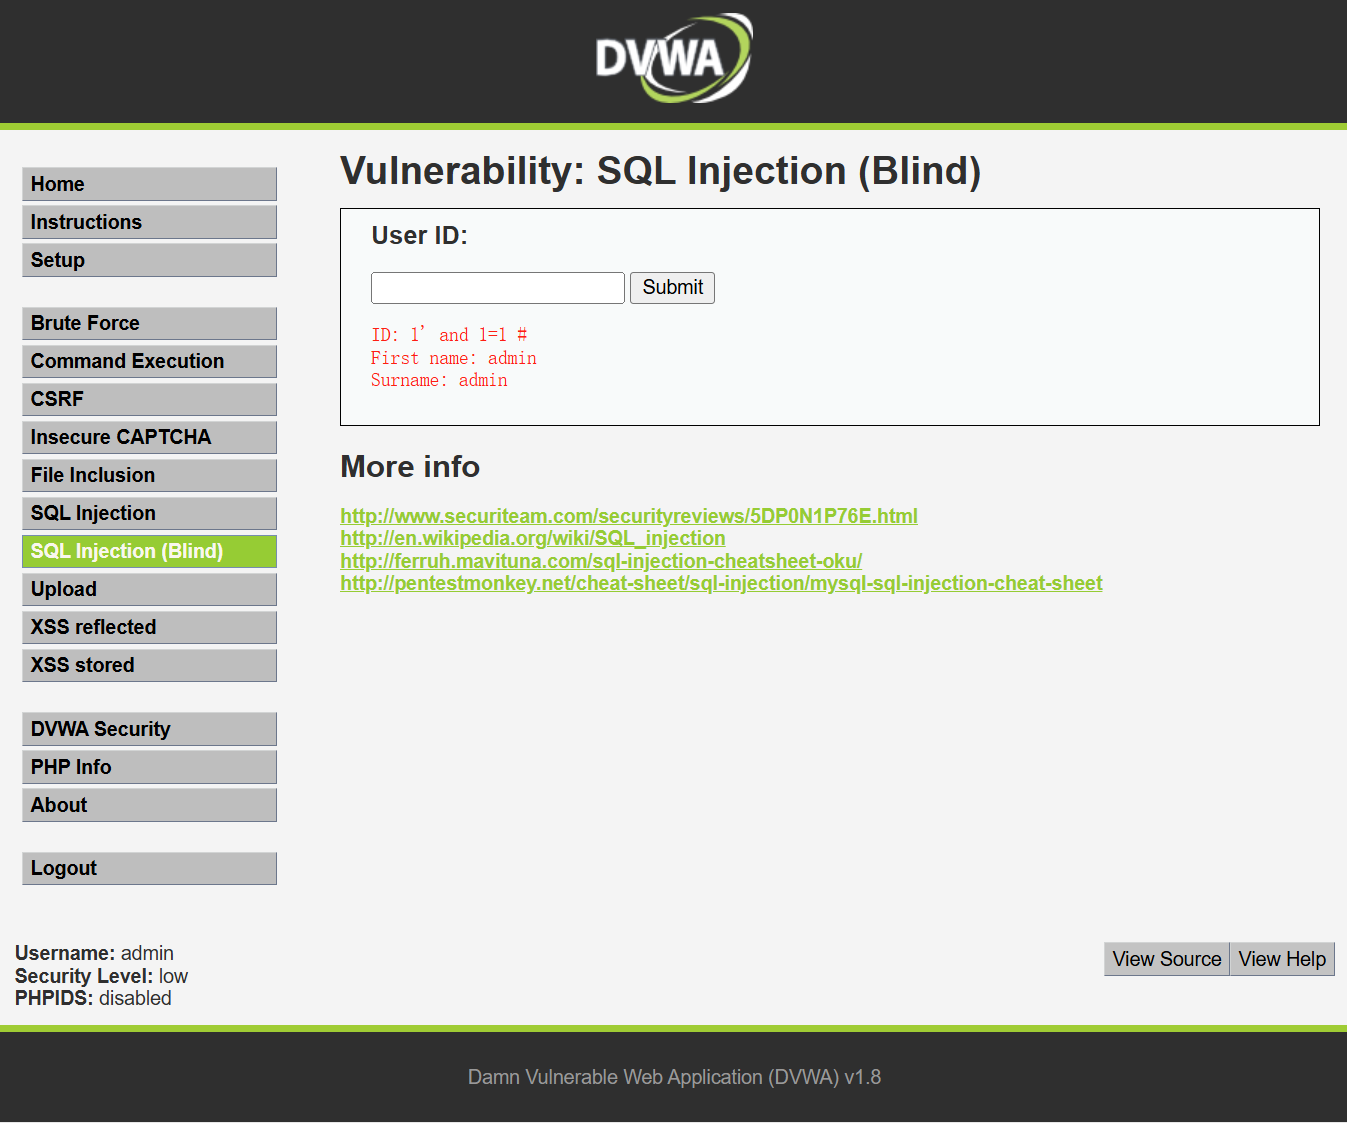 DVWA
Vulnerability: SQL Injection (Blind)
Home
Instructions
Setup
Brute Force
Command Execution
CSRF
Insecure CAPTCHA
File Inclusion
SQL Injection
SQL Injection (Blind)
Upload
XSS reflected
XSS stored
DVWA Security
PHP Info
About
Logout
User ID:
Submit
ID: 1' and 1=1 #
First name: admin
Surname: admin
More info
http://www.securiteam.com/securityreviews/5DP0N1P76E.html
http://en.wikipedia.org/wiki/SQL_injection
http://ferruh.mavituna.com/sql-injection-cheatsheet-oku/
http://pentestmonkey.net/cheat-sheet/sql-injection/mysql-sql-injection-cheat-sheet
Username: admin
Security Level: low
PHPIDS: disabled
View Source
View Help
Damn Vulnerable Web Application (DVWA) v1.8